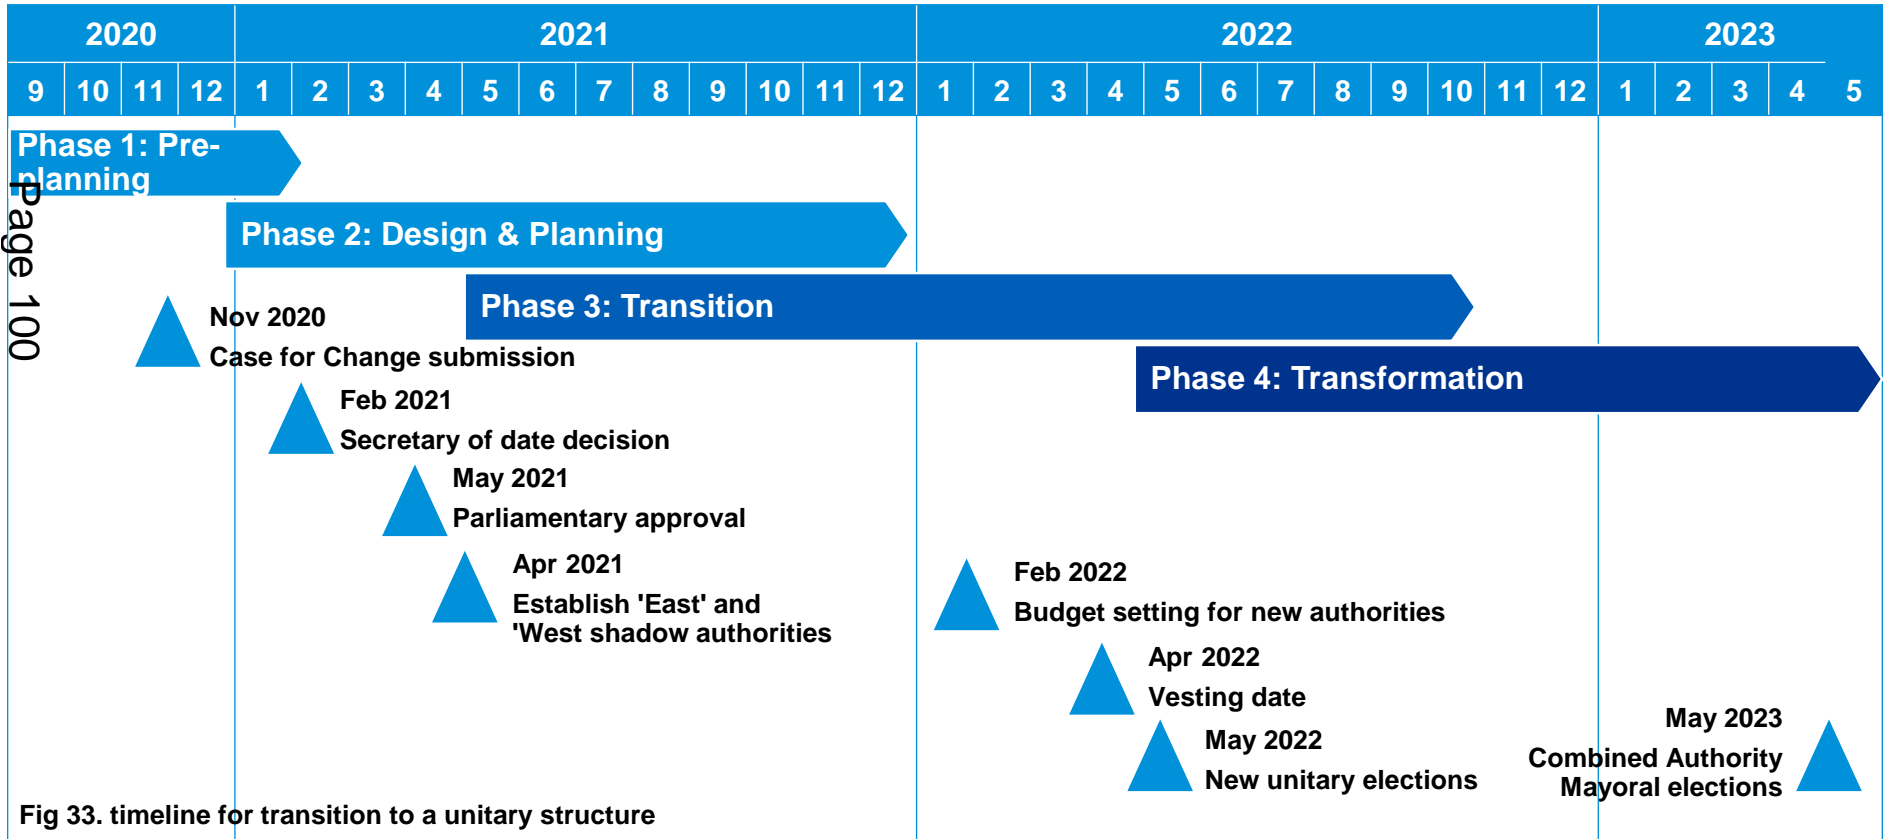 2020 2021 2022 2023
9 10 11 12 1 2 3 4 5 6 7 8 9 10 11 12 1 2 3 4 5 6 7 8 9 10 11 12 1 2 3 4 5
Phase 1: Pre-
planning
Page 100
Phase 2: Design & Planning
Phase 3: Transition
Phase 4: Transformation
Nov 2020
Case for Change submission
Feb 2021
Secretary of date decision
May 2021
Parliamentary approval
Apr 2021
Establish 'East' and
'West shadow authorities
Feb 2022
Budget setting for new authorities
Apr 2022
Vesting date
May 2022
New unitary elections
May 2023
Combined Authority
Mayoral elections
Fig 33. timeline for transition to a unitary structure